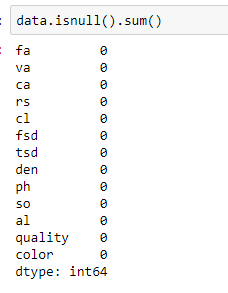 data.isnull().sum()
fa 0
va 0
ca 0
rs 0
cl 0
fsd 0
tsd 0
den 0
ph 0
so 0
al 0
quality 0
color 0
dtype: int64